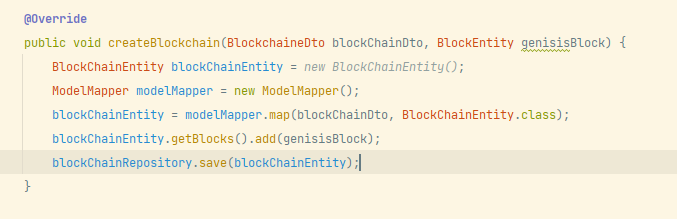 @Override
public void createBlockchain(BlockchaineDto blockChainDto, BlockEntity genisisBlock) {
BlockChainEntity blockChainEntity = new BlockChainEntity();
ModelMapper modelMapper = new ModelMapper();
blockChainEntity = modelMapper.map(blockChainDto, BlockChainEntity.class);
blockChainEntity.getBlocks().add(genisisBlock);
blockChainRepository.save(blockChainEntity);
}